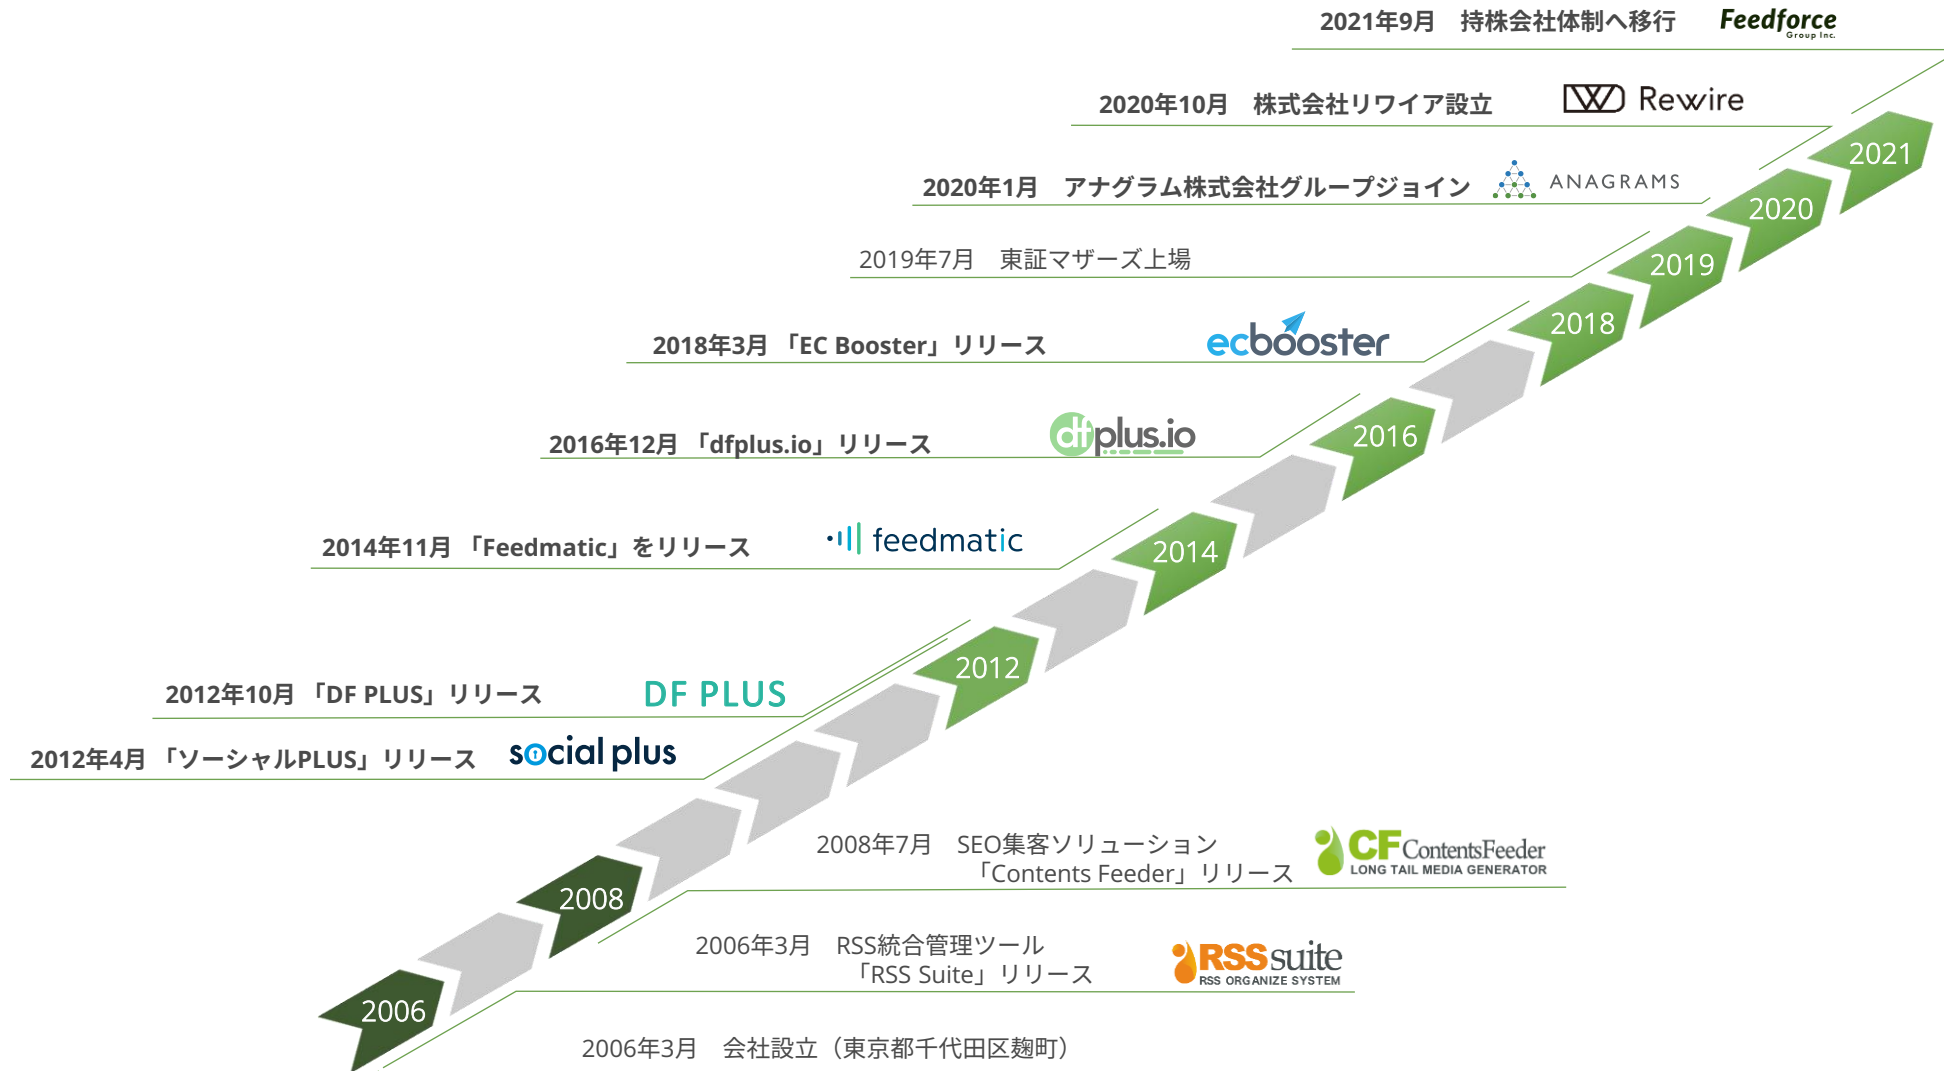 2021年9月　持株会社体制へ移行
Feedforce
Group Inc.
2020年10月　株式会社リワイア設立
Rewire
2020年1月　アナグラム株式会社グループジョイン
ANAGRAMS
2019年7月　東証マザーズ上場
2018年3月 「EC Booster」リリース
ecbooster
2016年12月 「dfplus.io」リリース
dfplus.io
2014年11月 「Feedmatic」をリリース
feedmatic
2012年10月 「DF PLUS」リリース
DF PLUS
2012年4月 「ソーシャルPLUS」リリース
social plus
2021
2020
2019
2018
2016
2014
2012
2008
2006
2008年7月　SEO集客ソリューション
「Contents Feeder」リリース
CF ContentsFeeder
LONG TAIL MEDIA GENERATOR
2006年3月　RSS統合管理ツール
「RSS Suite」リリース
RSS suite
RSS ORGANIZE SYSTEM
2006年3月　会社設立（東京都千代田区麹町）